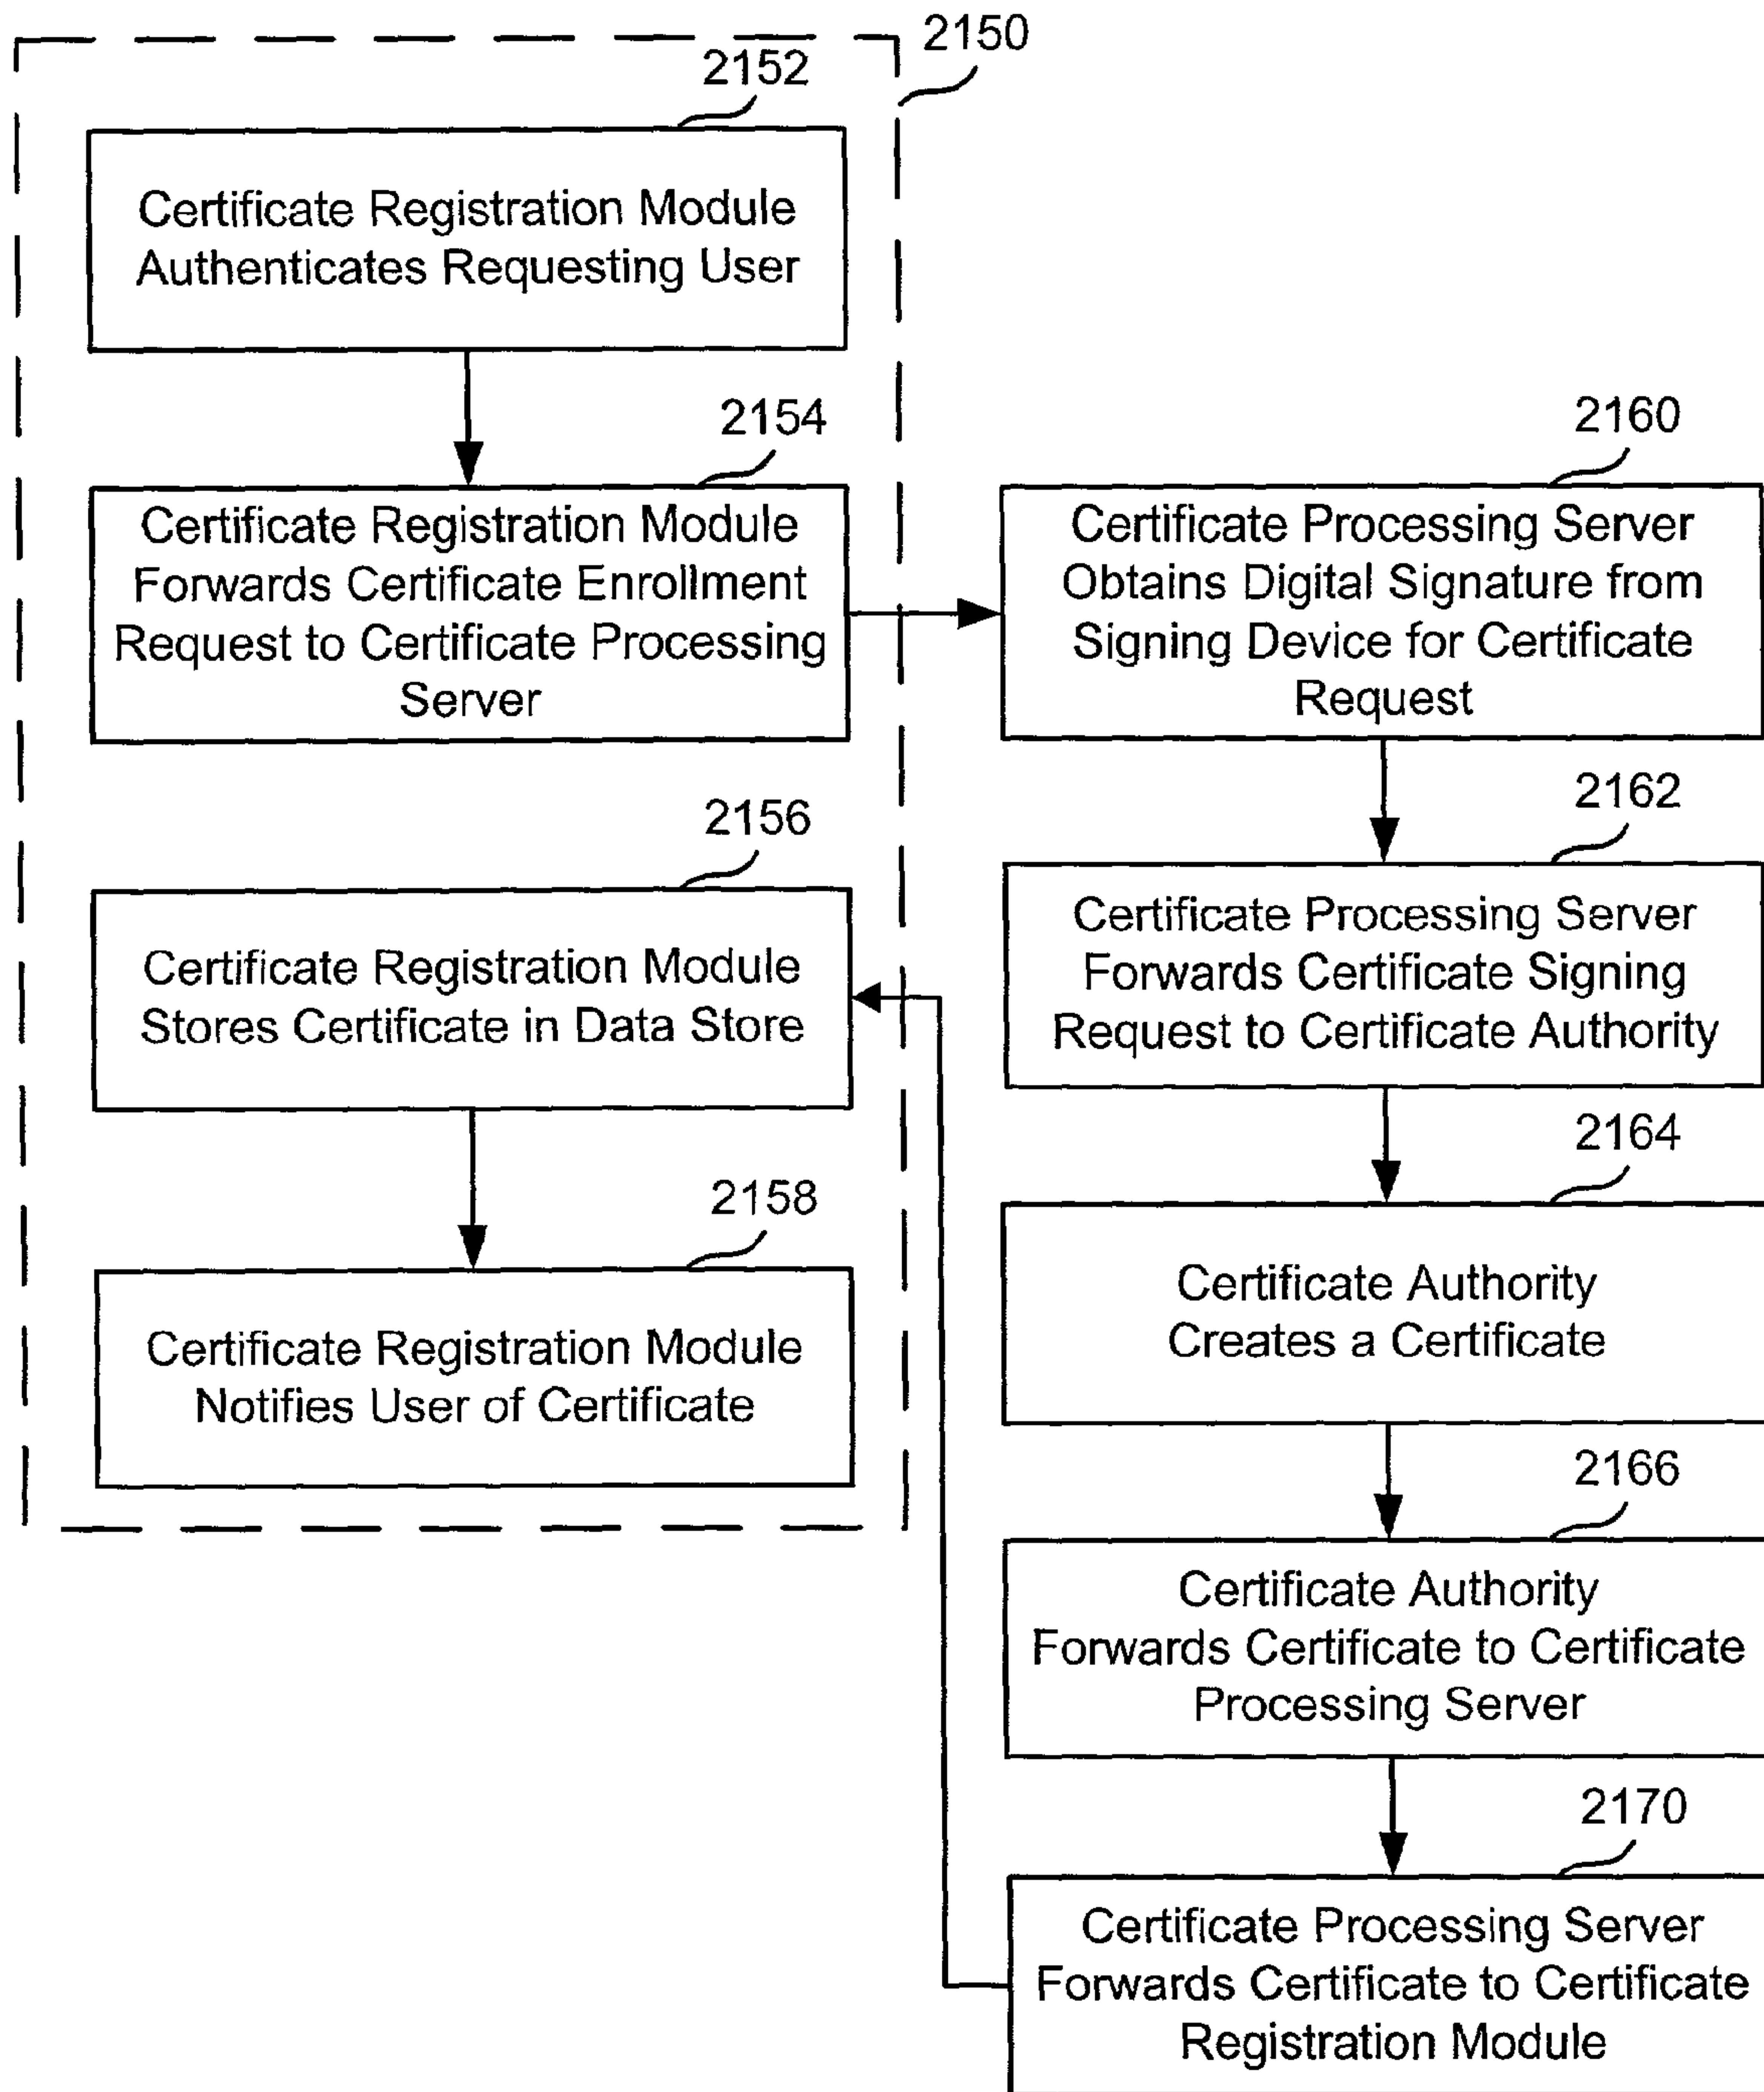 2150
2152
Certificate Registration Module
Authenticates Requesting User
2154
Certificate Registration Module
Forwards Certificate Enrollment
Request to Certificate Processing
Server
2156
Certificate Registration Module
Stores Certificate in Data Store
2158
Certificate Registration Module
Notifies User of Certificate
2160
Certificate Processing Server
Obtains Digital Signature from
Signing Device for Certificate
Request
2162
Certificate Processing Server
Forwards Certificate Signing
Request to Certificate Authority
2164
Certificate Authority
Creates a Certificate
2166
Certificate Authority
Forwards Certificate to Certificate
Processing Server
2170
Certificate Processing Server
Forwards Certificate to Certificate
Registration Module